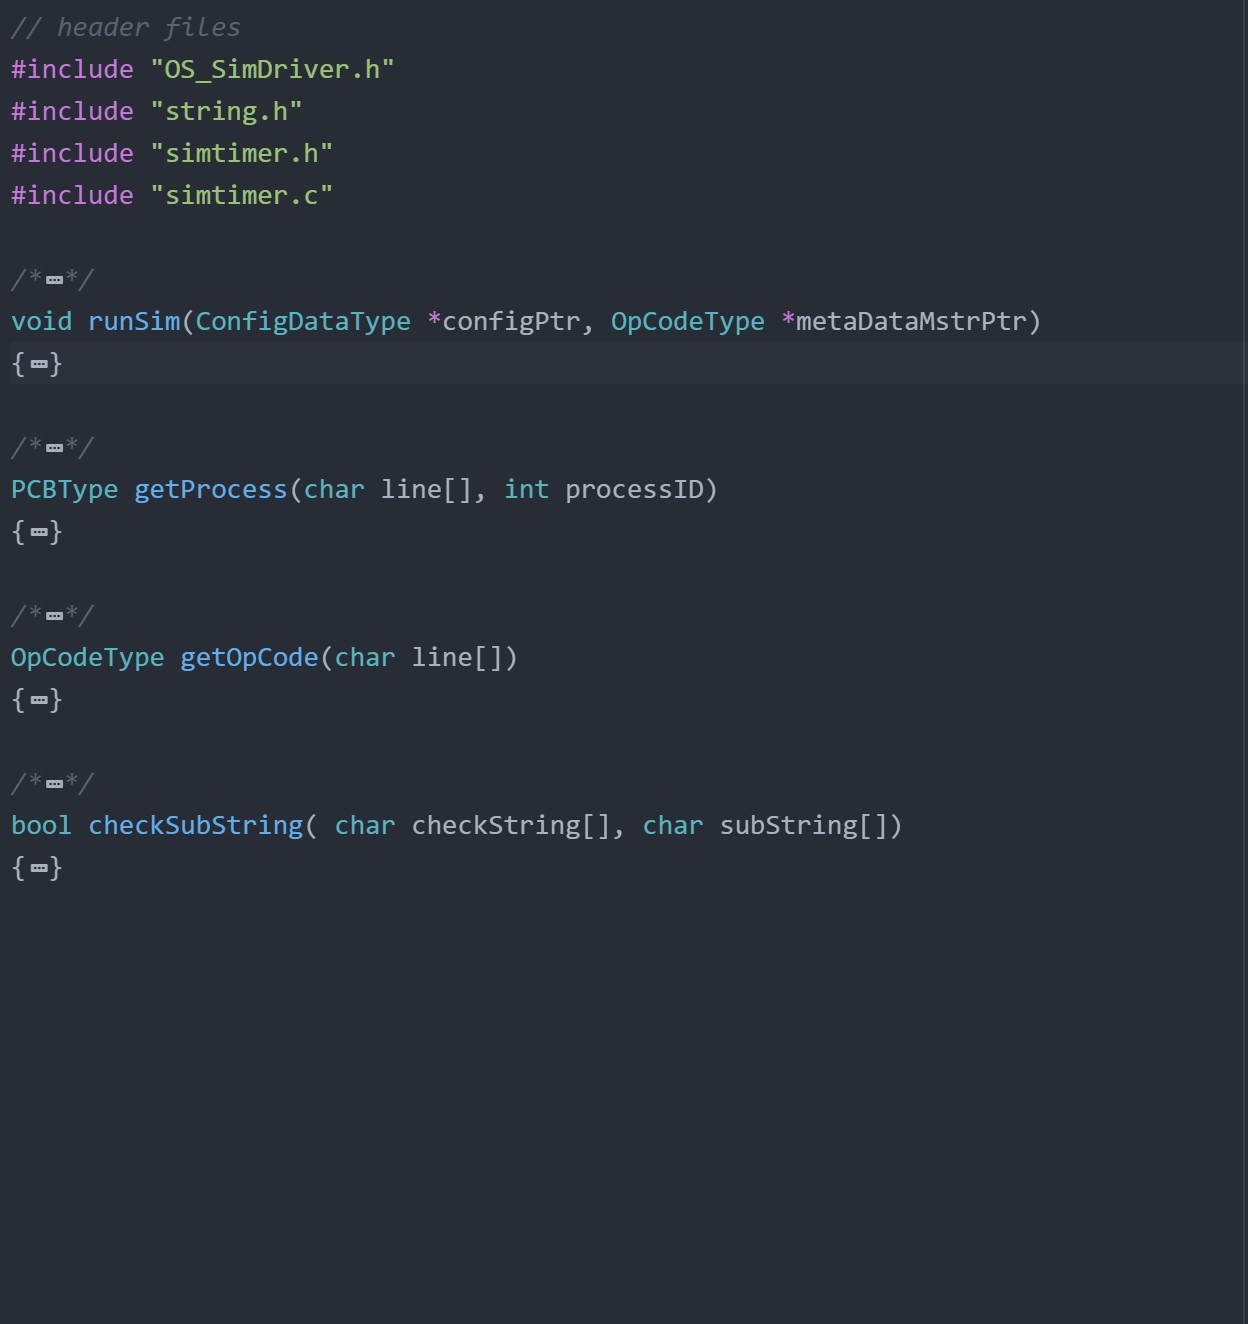 // header files
#include "OS_SimDriver.h"
#include "string.h"
#include "simtimer.h"
#include "simtimer.c"
/*…*/
void runSim(ConfigDataType *configPtr, OpCodeType *metaDataMstrPtr)
{…}
/*…*/
PCBType getProcess(char line[], int processID)
{…}
/*…*/
OpCodeType getOpCode(char line[])
{…}
/*…*/
bool checkSubString( char checkString[], char subString[])
{…}